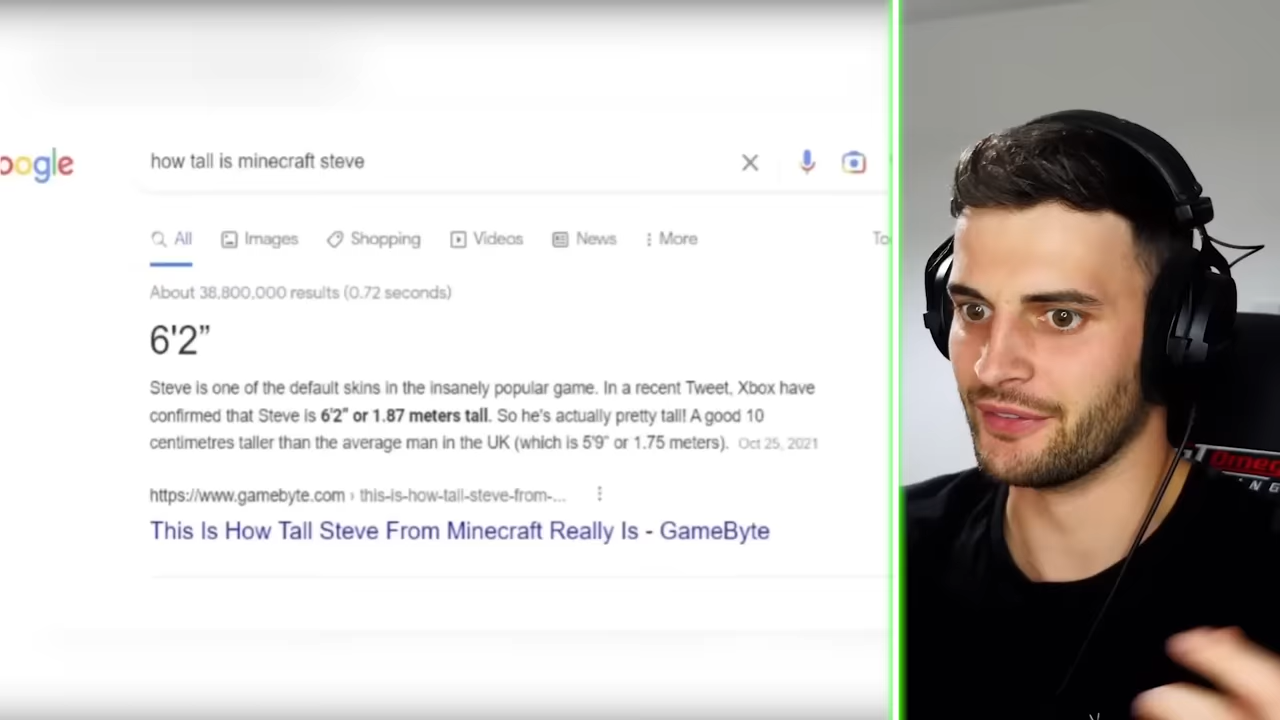 oogle
how tall is minecraft steve
All Images Shopping Videos News More To
About 38,800,000 results (0.72 seconds)
6'2”
Steve is one of the default skins in the insanely popular game. In a recent Tweet, Xbox have
confirmed that Steve is 6'2” or 1.87 meters tall. So he's actually pretty tall! A good 10
centimetres taller than the average man in the UK (which is 5'9” or 1.75 meters). Oct 25, 2021
https://www.gamebyte.com › this-is-how-tall-steve-from-...
This Is How Tall Steve From Minecraft Really Is - GameByte